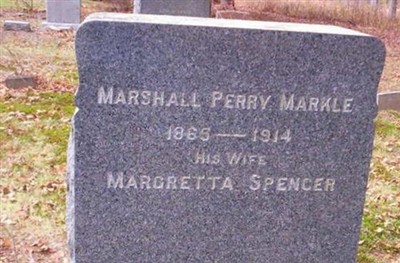 Marshall Perry Markle
1865—1914
His Wife
Margretta Spencer